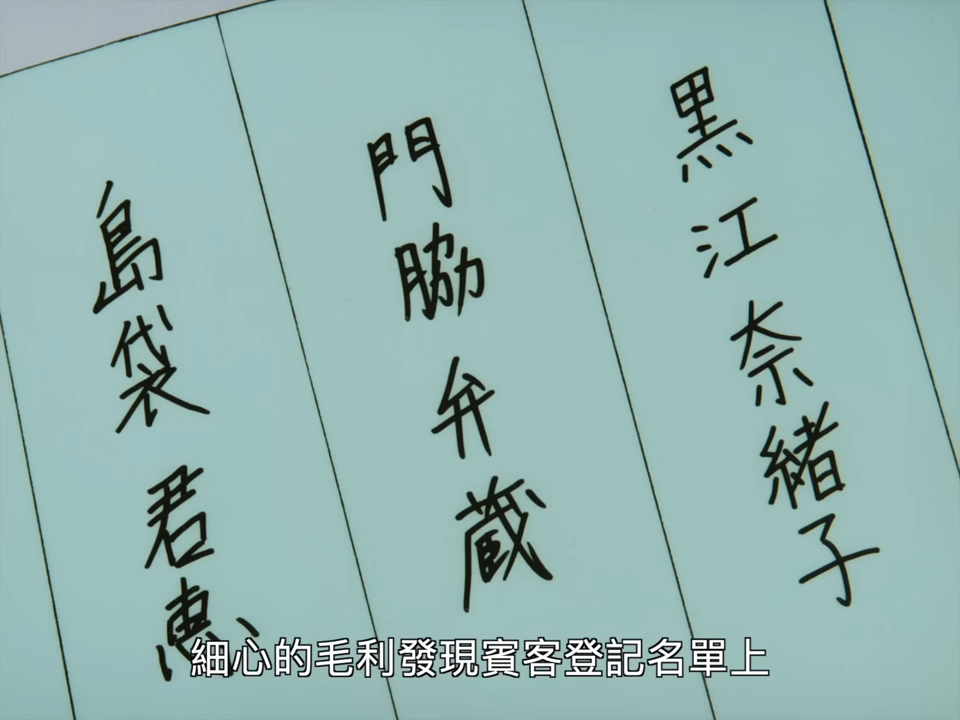 黒江奈緒子
門脇弁蔵
島袋君恵
細心的毛利發現賓客登記名單上